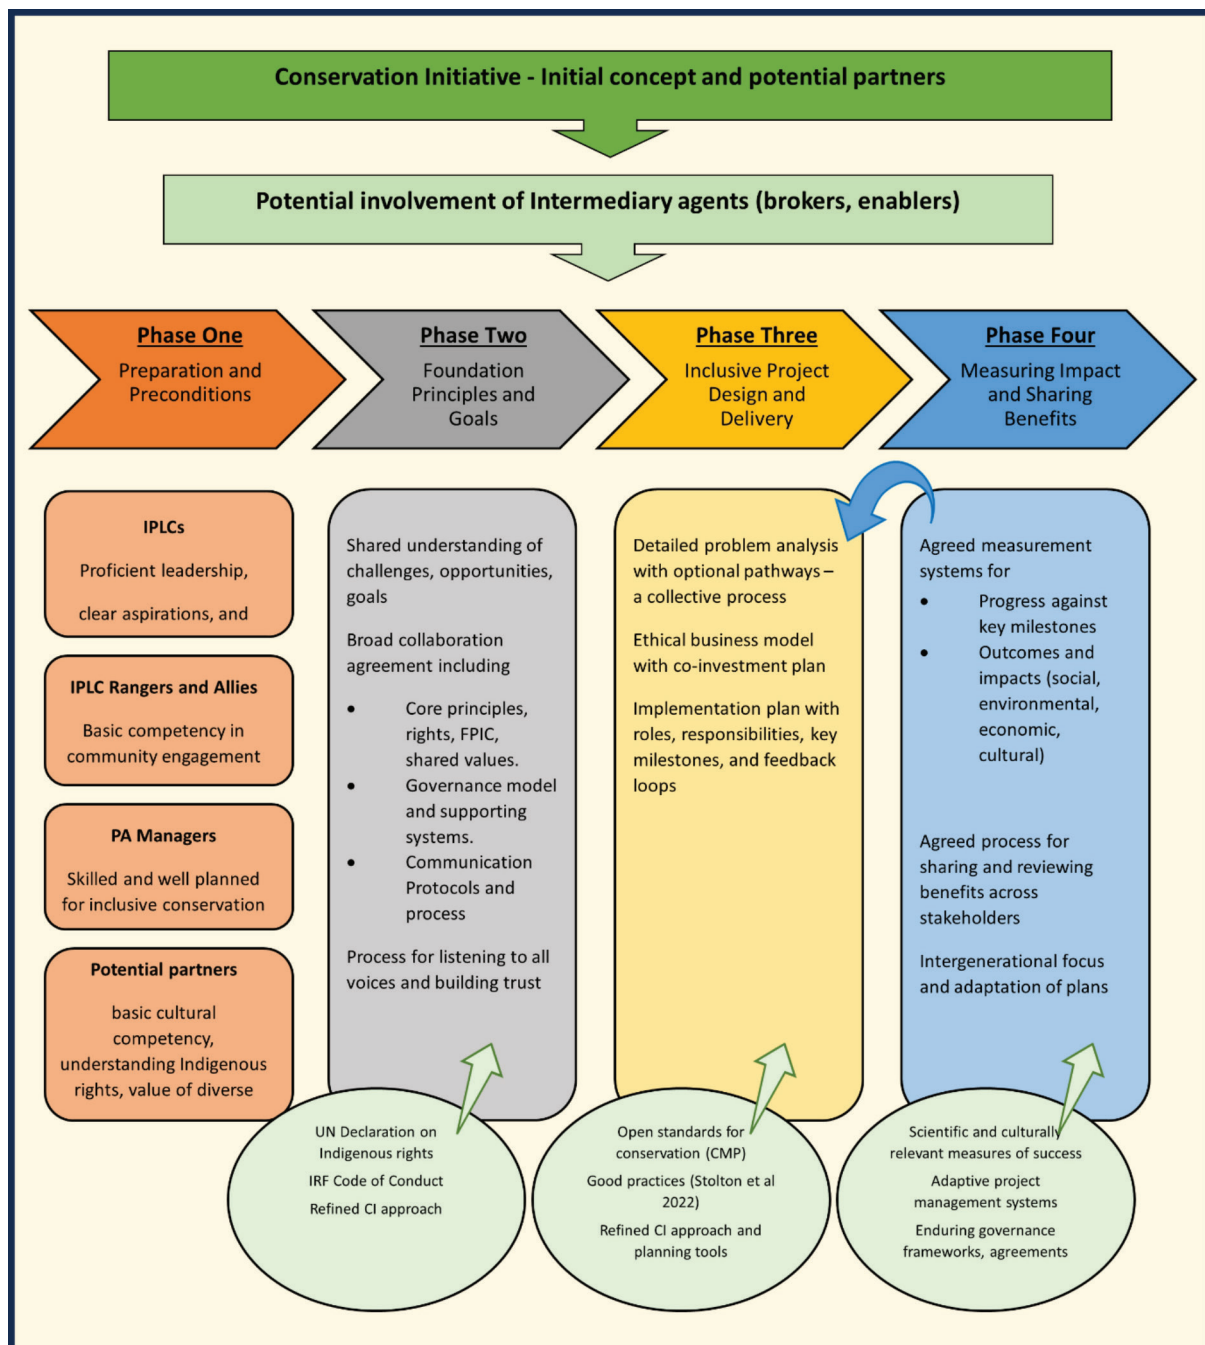 Conservation Initiative - Initial concept and potential partners
Potential involvement of Intermediary agents (brokers, enablers)
Phase One
Preparation and
Preconditions
Phase Two
Foundation
Principles and
Goals
Phase Three
Inclusive Project
Design and
Delivery
Phase Four
Measuring Impact
and Sharing
Benefits
IPLCs
Proficient leadership,
clear aspirations, and
IPLC Rangers and Allies
Basic competency in
community engagement
PA Managers
Skilled and well planned
for inclusive conservation
Potential partners
basic cultural
competency,
understanding Indigenous
rights, value of diverse
Shared understanding of
challenges, opportunities,
goals
Broad collaboration
agreement including
• Core principles,
rights, FPIC,
shared values.
• Governance model
and supporting
systems.
• Communication
Protocols and
process
Process for listening to all
voices and building trust
Detailed problem analysis
with optional pathways –
a collective process
Ethical business model
with co-investment plan
Implementation plan with
roles, responsibilities, key
milestones, and feedback
loops
Agreed measurement
systems for
• Progress against
key milestones
• Outcomes and
impacts (social,
environmental,
economic,
cultural)
Agreed process for
sharing and reviewing
benefits across
stakeholders
Intergenerational focus
and adaptation of plans
UN Declaration on
Indigenous rights
IRF Code of Conduct
Refined CI approach
Open standards for
conservation (CMP)
Good practices (Stolton et al
2022)
Refined CI approach and
planning tools
Scientific and culturally
relevant measures of success
Adaptive project
management systems
Enduring governance
frameworks, agreements